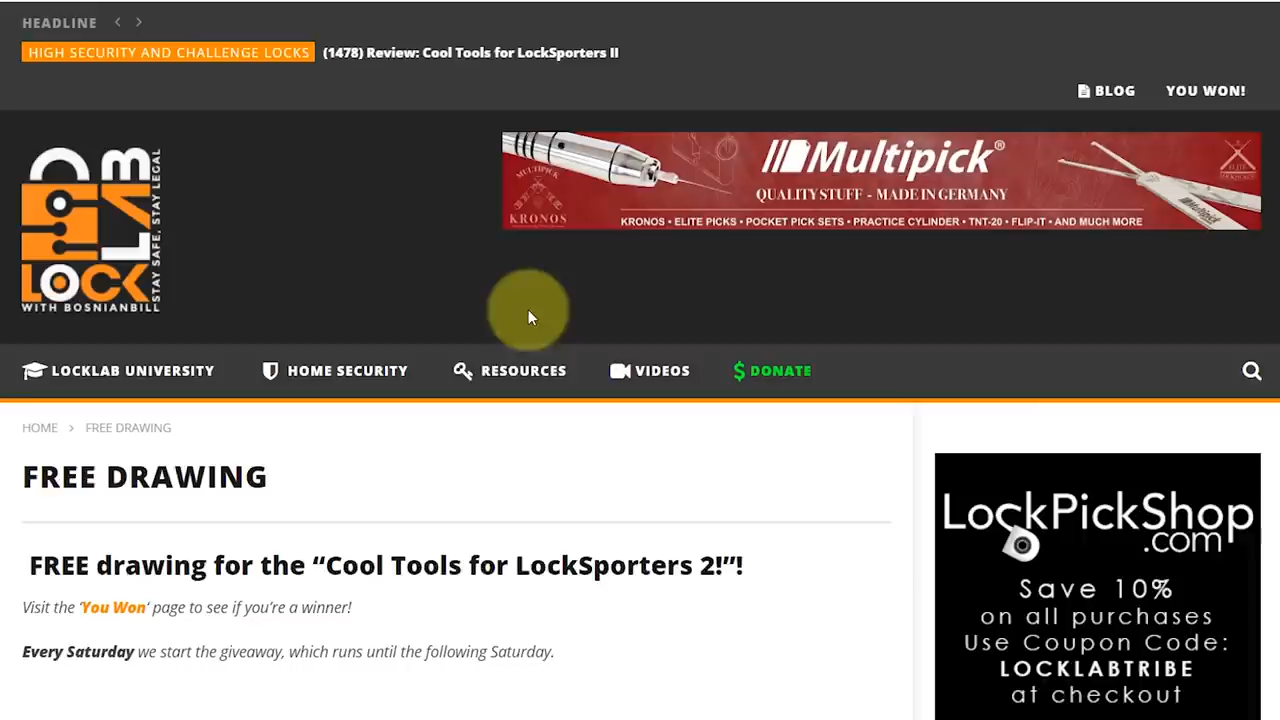 HEADLINE
HIGH SECURITY AND CHALLENGE LOCKS (1478) Review: Cool Tools for LockSporters II
BLOG YOU WON!
LOCK LAB
WITH BOSNIANBILL
STAY SAFE, STAY LEGAL
Multipick®
QUALITY STUFF - MADE IN GERMANY
KRONOS • ELITE PICKS • POCKET PICK SETS • PRACTICE CYLINDER • TNT-20 • FLIP-IT • AND MUCH MORE
MULTIPICK
KRONOS
Multipick
LOCKLAB UNIVERSITY HOME SECURITY RESOURCES VIDEOS $ DONATE
HOME > FREE DRAWING
FREE DRAWING
FREE drawing for the “Cool Tools for LockSporters 2!”!
Visit the ‘You Won‘ page to see if you’re a winner!
Every Saturday we start the giveaway, which runs until the following Saturday.
LockPickShop
.com
Save 10%
on all purchases
Use Coupon Code:
LOCKLABTRIBE
at checkout